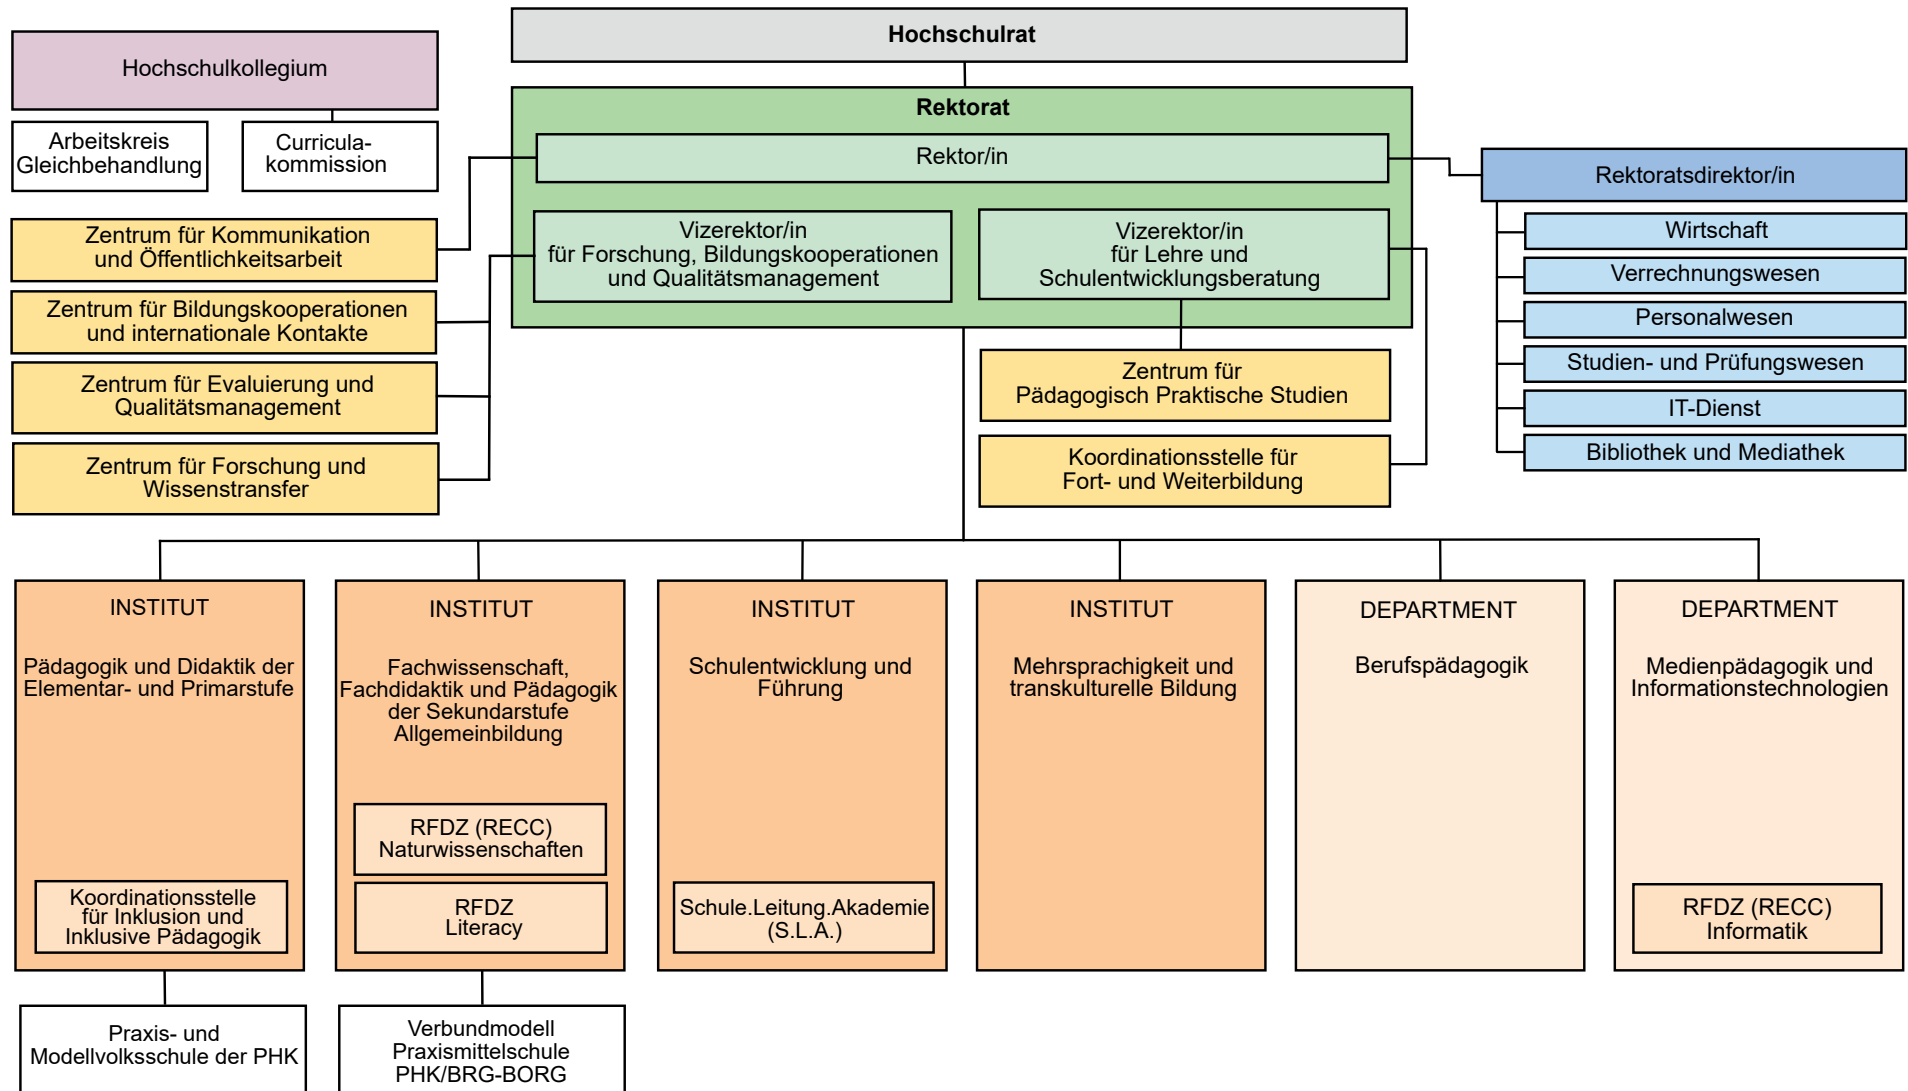 Hochschulrat
Hochschulkollegium
Arbeitskreis
Gleichbehandlung
Curricula-
kommission
Rektorat
Rektor/in
Vizerektor/in
für Forschung, Bildungskooperationen
und Qualitätsmanagement
Vizerektor/in
für Lehre und
Schulentwicklungsberatung
Rektoratsdirektor/in
Wirtschaft
Verrechnungswesen
Personalwesen
Studien- und Prüfungswesen
IT-Dienst
Bibliothek und Mediathek
Zentrum für Kommunikation
und Öffentlichkeitsarbeit
Zentrum für Bildungskooperationen
und internationale Kontakte
Zentrum für Evaluierung und
Qualitätsmanagement
Zentrum für Forschung und
Wissenstransfer
Zentrum für
Pädagogisch Praktische Studien
Koordinationsstelle für
Fort- und Weiterbildung
INSTITUT
Pädagogik und Didaktik der
Elementar- und Primarstufe
Koordinationsstelle
für Inklusion und
Inklusive Pädagogik
Praxis- und
Modellvolksschule der PHK
INSTITUT
Fachwissenschaft,
Fachdidaktik und Pädagogik
der Sekundarstufe
Allgemeinbildung
RFDZ (RECC)
Naturwissenschaften
RFDZ
Literacy
Verbundmodell
Praxismittelschule
PHK/BRG-BORG
INSTITUT
Schulentwicklung und
Führung
Schule.Leitung.Akademie
(S.L.A.)
INSTITUT
Mehrsprachigkeit und
transkulturelle Bildung
DEPARTMENT
Berufspädagogik
DEPARTMENT
Medienpädagogik und
Informationstechnologien
RFDZ (RECC)
Informatik